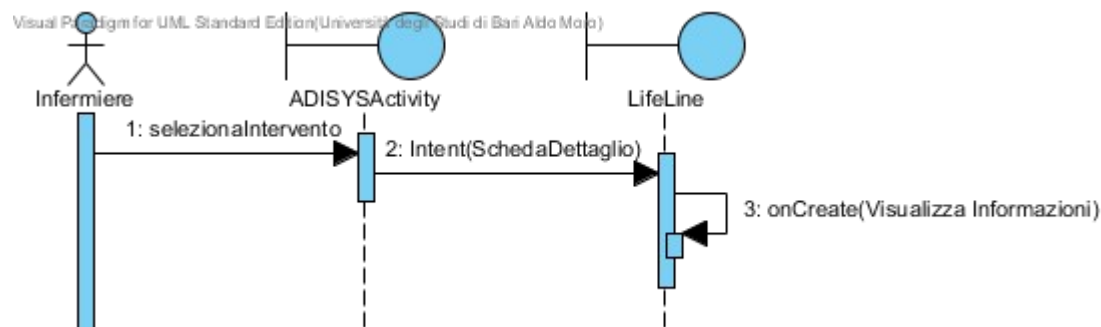 Visual Paradigm for UML Standard Edition(Università degli Studi di Bari Aldo Moro)
Infermiere
ADISYSActivity
LifeLine
1: selezionaIntervento
2: Intent(SchedaDettaglio)
3: onCreate(Visualizza Informazioni)